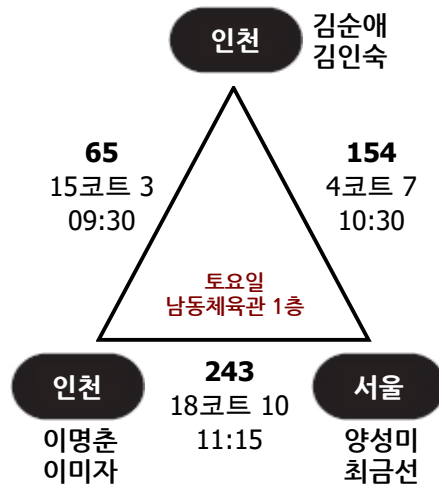 인천
김순애
김인숙
65
15코트 3
09:30
154
4코트 7
10:30
토요일
남동체육관 1층
인천
이명춘
이미자
243
18코트 10
11:15
서울
양성미
최금선